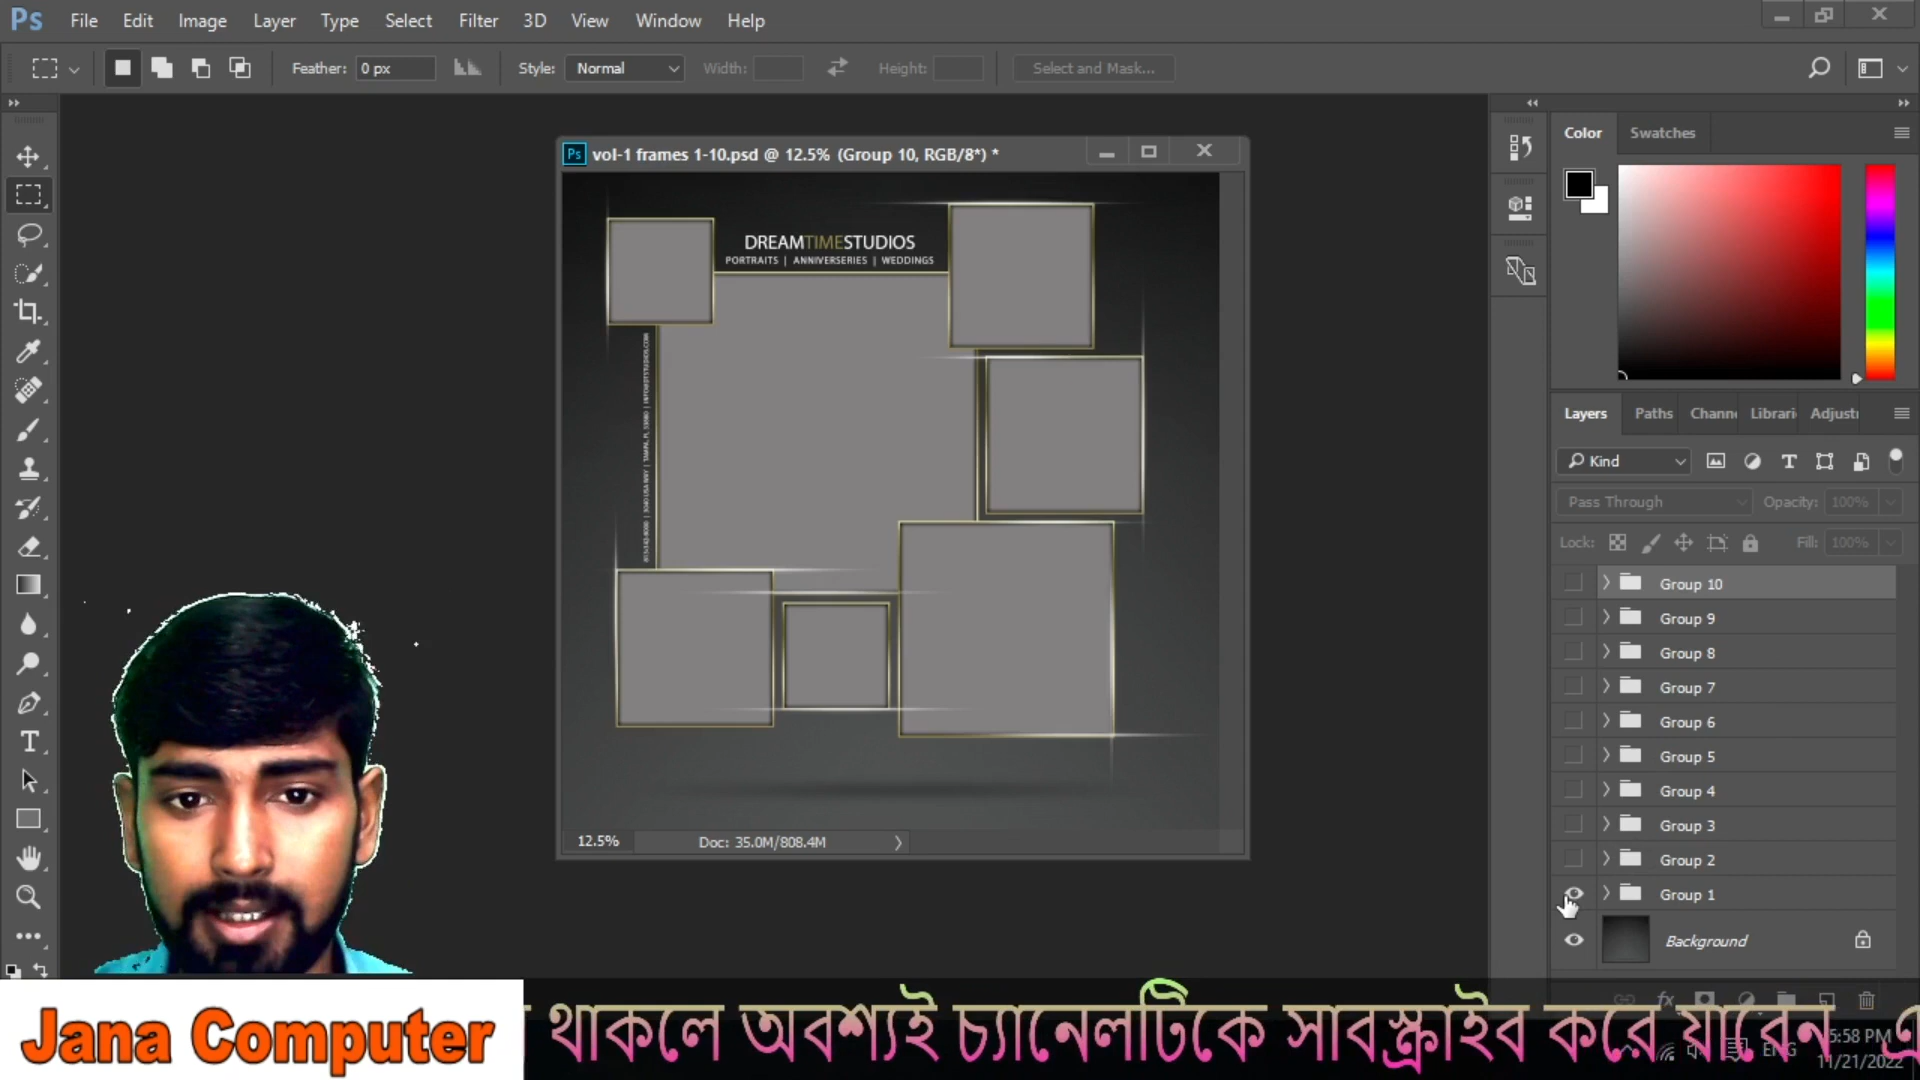 Ps File Edit Image Layer Type Select Filter 3D View Window Help
Feather: 0 px Style: Normal Width: Height: Select and Mask...
Ps vol-1 frames 1-10.psd @ 12.5% (Group 10, RGB/8*) *
DREAMTIMESTUDIOS
PORTRAITS | ANNIVERSERIES | WEDDINGS
12.5% Doc: 35.0M/808.4M
Color Swatches
Layers Paths Chann Librari Adjust
Kind
Pass Through Opacity: 100%
Lock: Fill: 100%
Group 10
Group 9
Group 8
Group 7
Group 6
Group 5
Group 4
Group 3
Group 2
Group 1
Background
fx
Jana Computer
থাকলে অবশ্যই চ্যানেলটিকে সাবস্ক্রাইব করে যাবেন এ
ENG
5:58 PM
11/21/2022